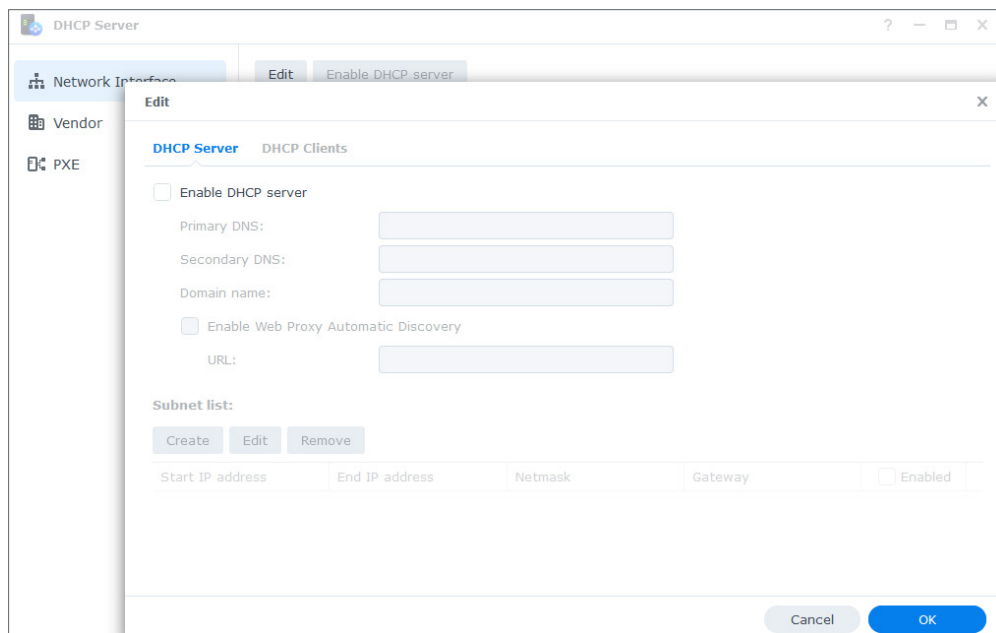 DHCP Server
Network Interface
Edit Enable DHCP server
Vendor
PXE
Edit
DHCP Server DHCP Clients
Enable DHCP server
Primary DNS:
Secondary DNS:
Domain name:
Enable Web Proxy Automatic Discovery
URL:
Subnet list:
Create Edit Remove
Start IP address End IP address Netmask Gateway Enabled
Cancel OK